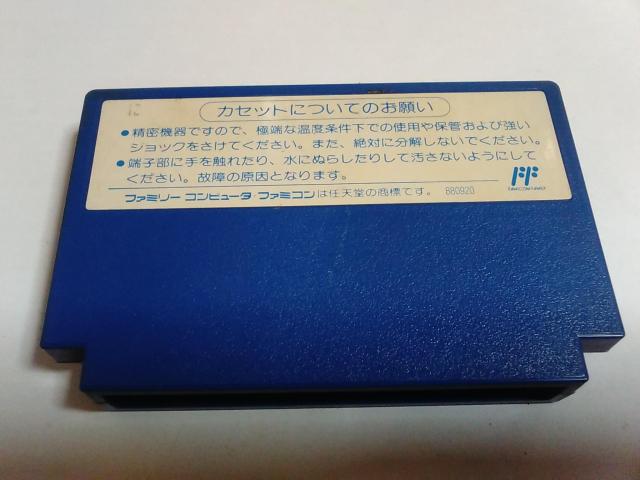 カセットについてのお願い
●精密機器ですので、極端な温度条件下での使用や保管および強い
ショックをさけてください。また、絶対に分解しないでください。
●端子部に手を触れたり、水にぬらしたりして汚さないようにして
ください。故障の原因となります。
ファミリー コンピュータ・ファミコンは任天堂の商標です。 880920